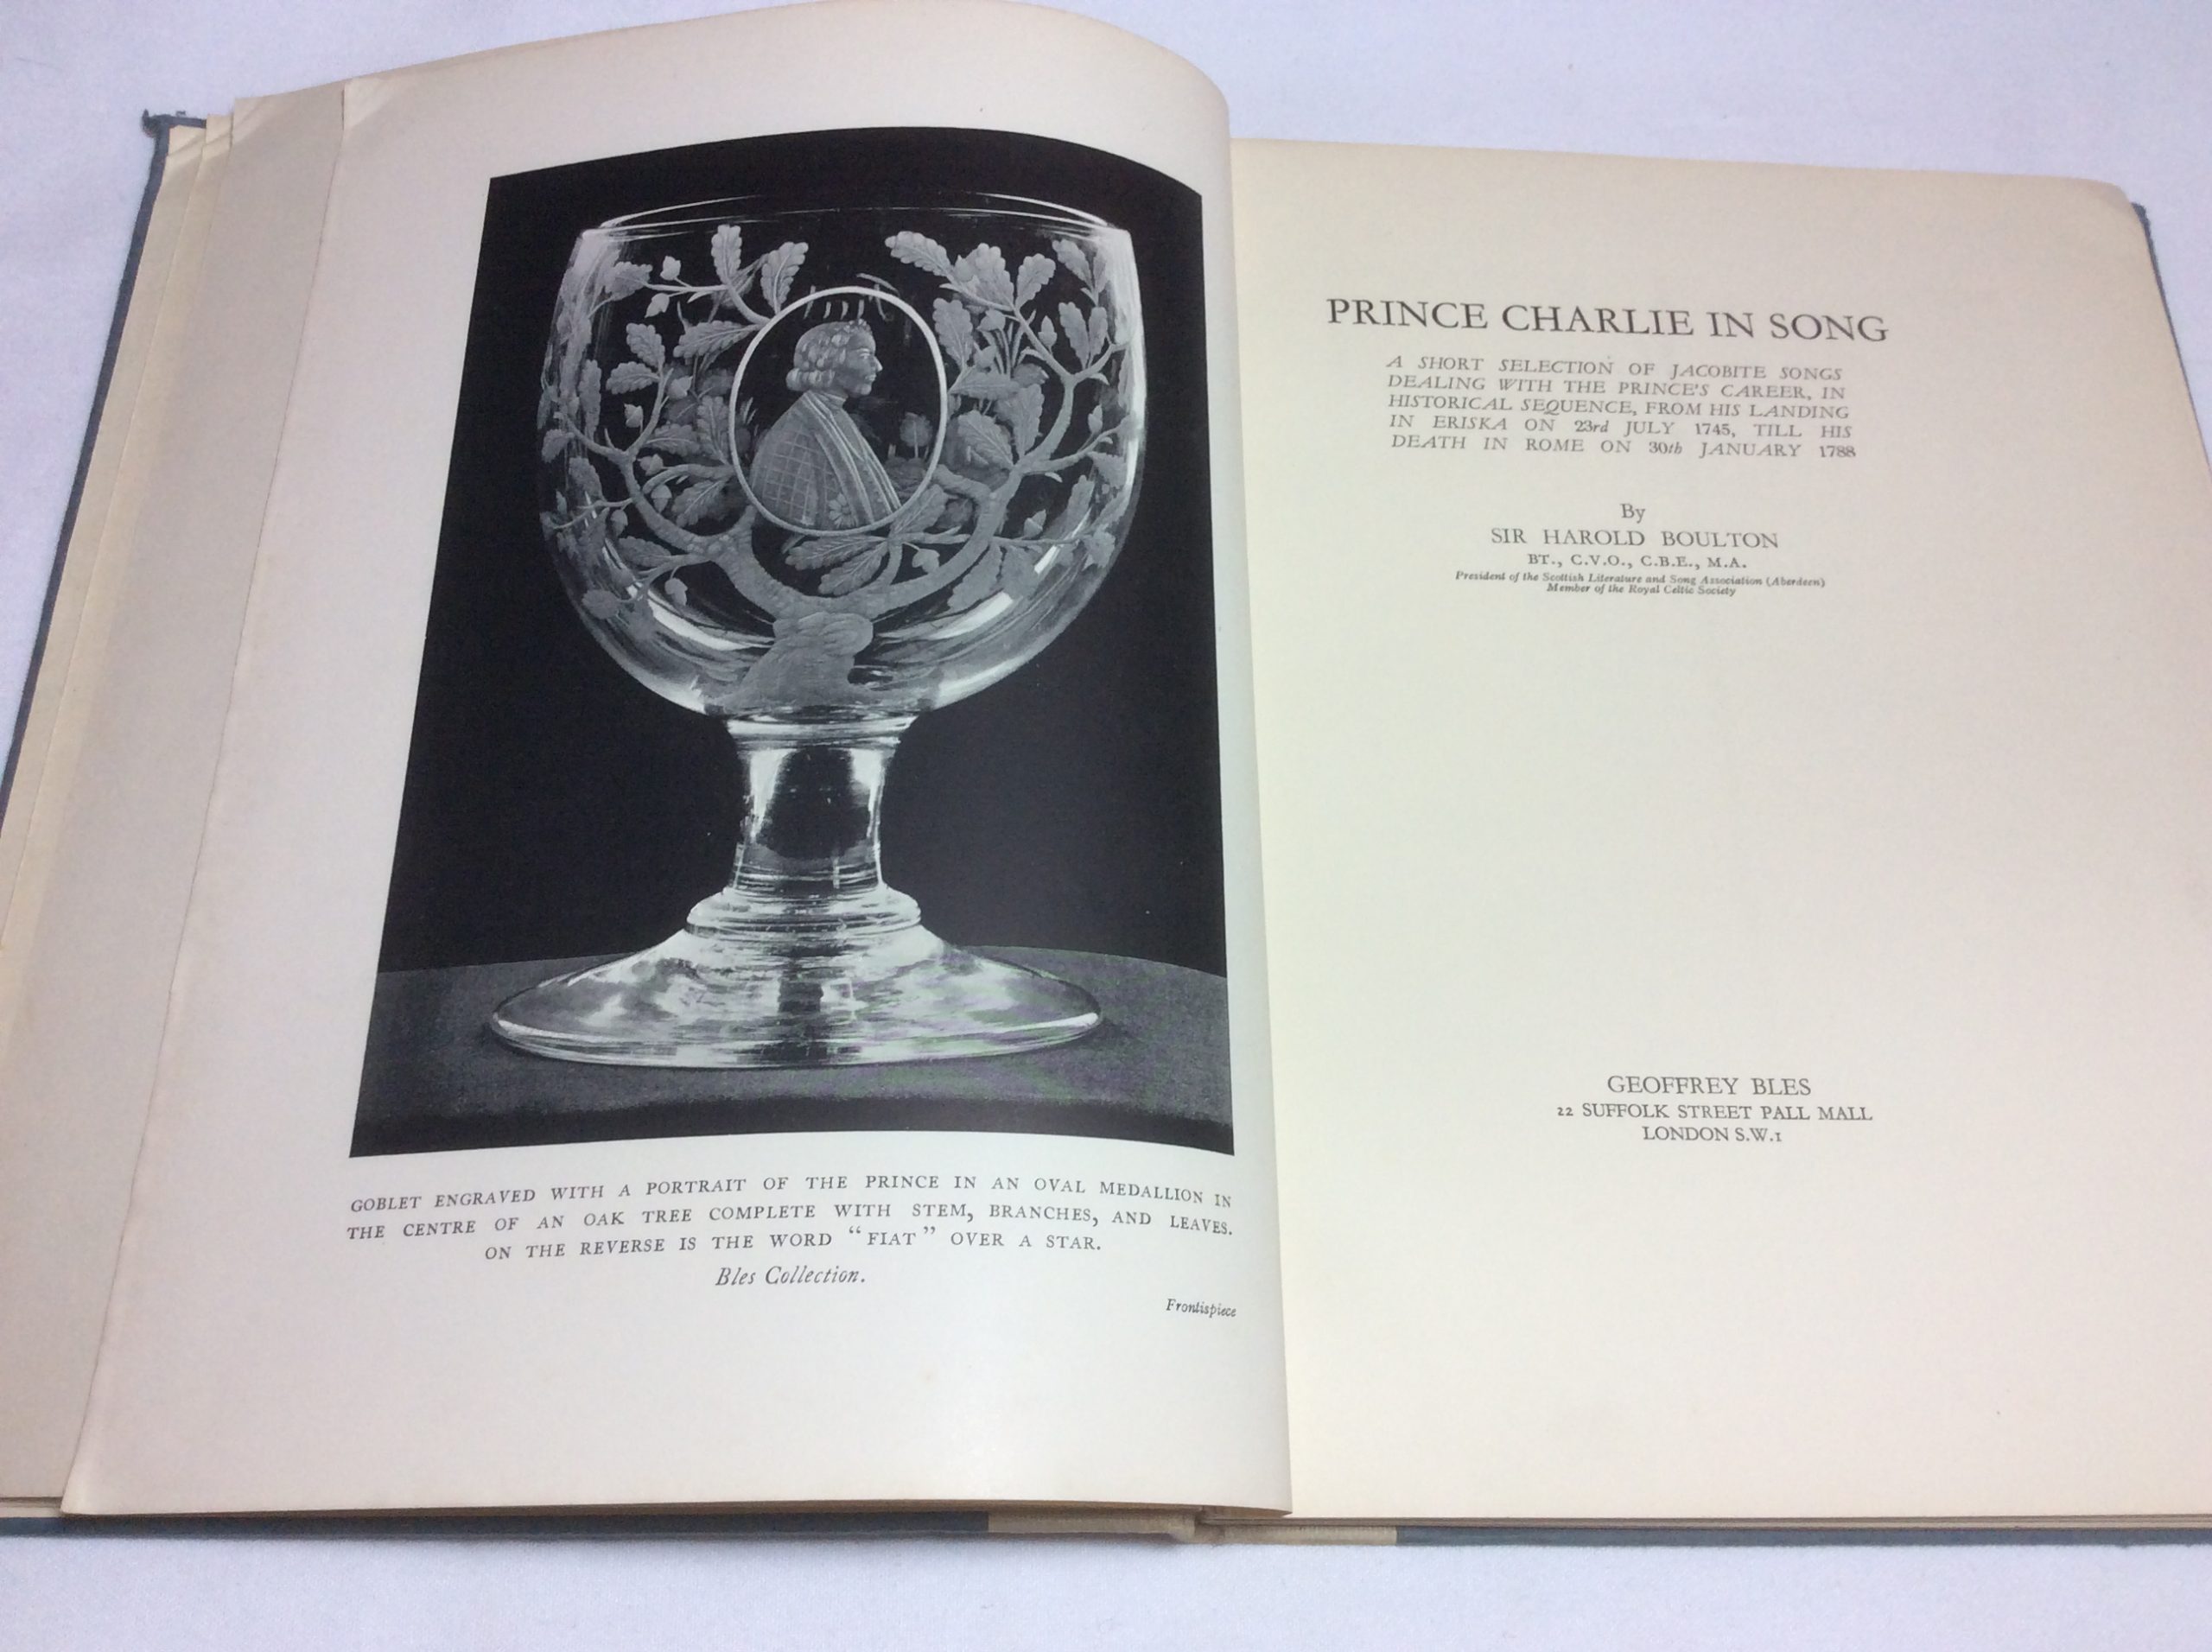 GOBLET ENGRAVED WITH A PORTRAIT OF THE PRINCE IN AN OVAL MEDALLION IN
THE CENTRE OF AN OAK TREE COMPLETE WITH STEM, BRANCHES, AND LEAVES.
ON THE REVERSE IS THE WORD “FIAT” OVER A STAR.
Bles Collection.
Frontispiece
PRINCE CHARLIE IN SONG
A SHORT SELECTION OF JACOBITE SONGS
DEALING WITH THE PRINCE'S CAREER, IN
HISTORICAL SEQUENCE, FROM HIS LANDING
IN ERISKA ON 23rd JULY 1745, TILL HIS
DEATH IN ROME ON 30th JANUARY 1788
By
SIR HAROLD BOULTON
BT., C.V.O., C.B.E., M.A.
President of the Scottish Literature and Song Association (Aberdeen)
Member of the Royal Celtic Society
GEOFFREY BLES
22 SUFFOLK STREET PALL MALL
LONDON S.W.1